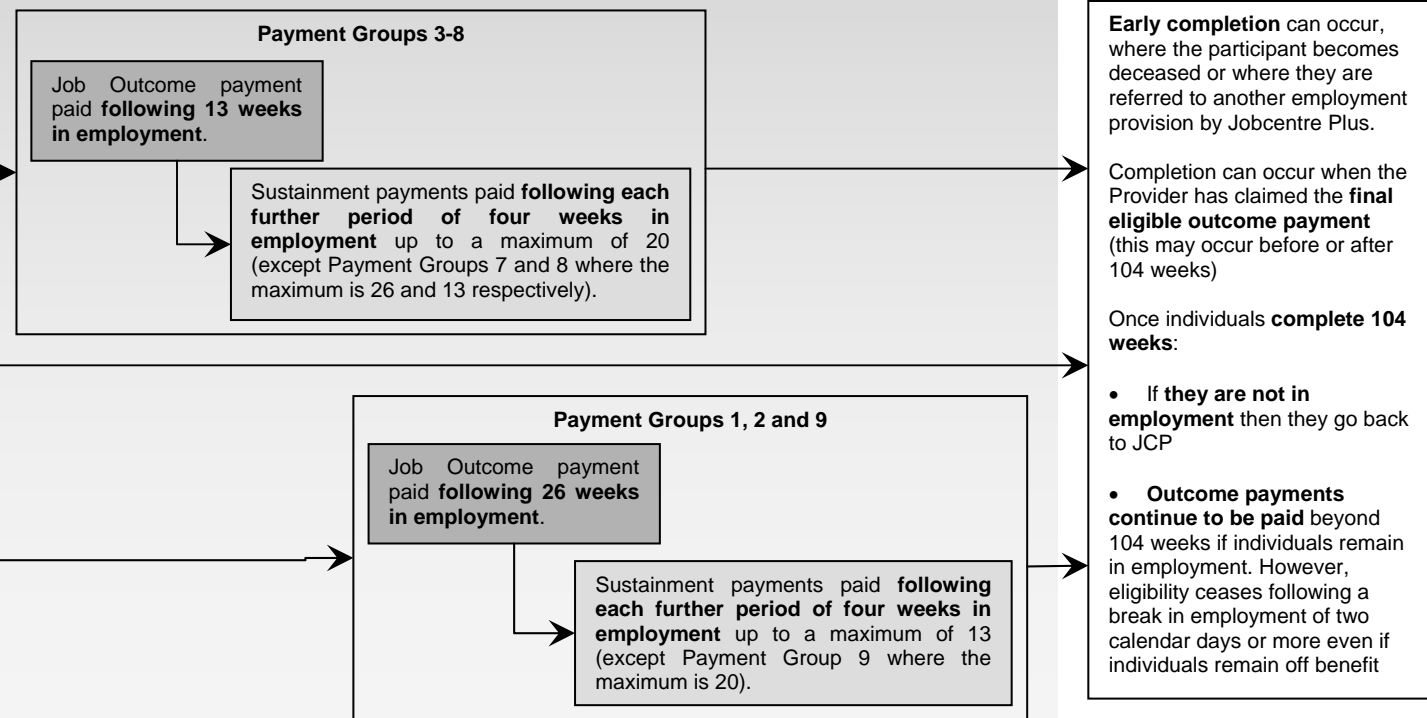 Payment Groups 3-8
Job Outcome payment
paid following 13 weeks
in employment.
Sustainment payments paid following each
further period of four weeks in
employment up to a maximum of 20
(except Payment Groups 7 and 8 where the
maximum is 26 and 13 respectively).
Payment Groups 1, 2 and 9
Job Outcome payment
paid following 26 weeks
in employment.
Sustainment payments paid following
each further period of four weeks in
employment up to a maximum of 13
(except Payment Group 9 where the
maximum is 20).
Early completion can occur,
where the participant becomes
deceased or where they are
referred to another employment
provision by Jobcentre Plus.
Completion can occur when the
Provider has claimed the final
eligible outcome payment
(this may occur before or after
104 weeks)
Once individuals complete 104
weeks:
• If they are not in
employment then they go back
to JCP
• Outcome payments
continue to be paid beyond
104 weeks if individuals remain
in employment. However,
eligibility ceases following a
break in employment of two
calendar days or more even if
individuals remain off benefit